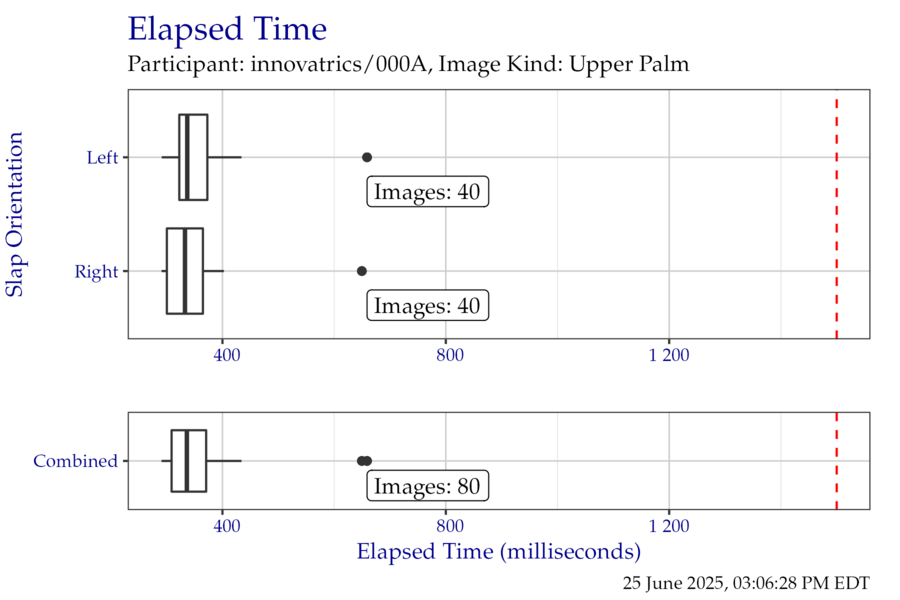 Elapsed Time
Participant: innovatrics/000A, Image Kind: Upper Palm
Slap Orientation
Left
Images: 40
Right
Images: 40
400 800 1 200
Combined
Images: 80
400 800 1 200
Elapsed Time (milliseconds)
25 June 2025, 03:06:28 PM EDT